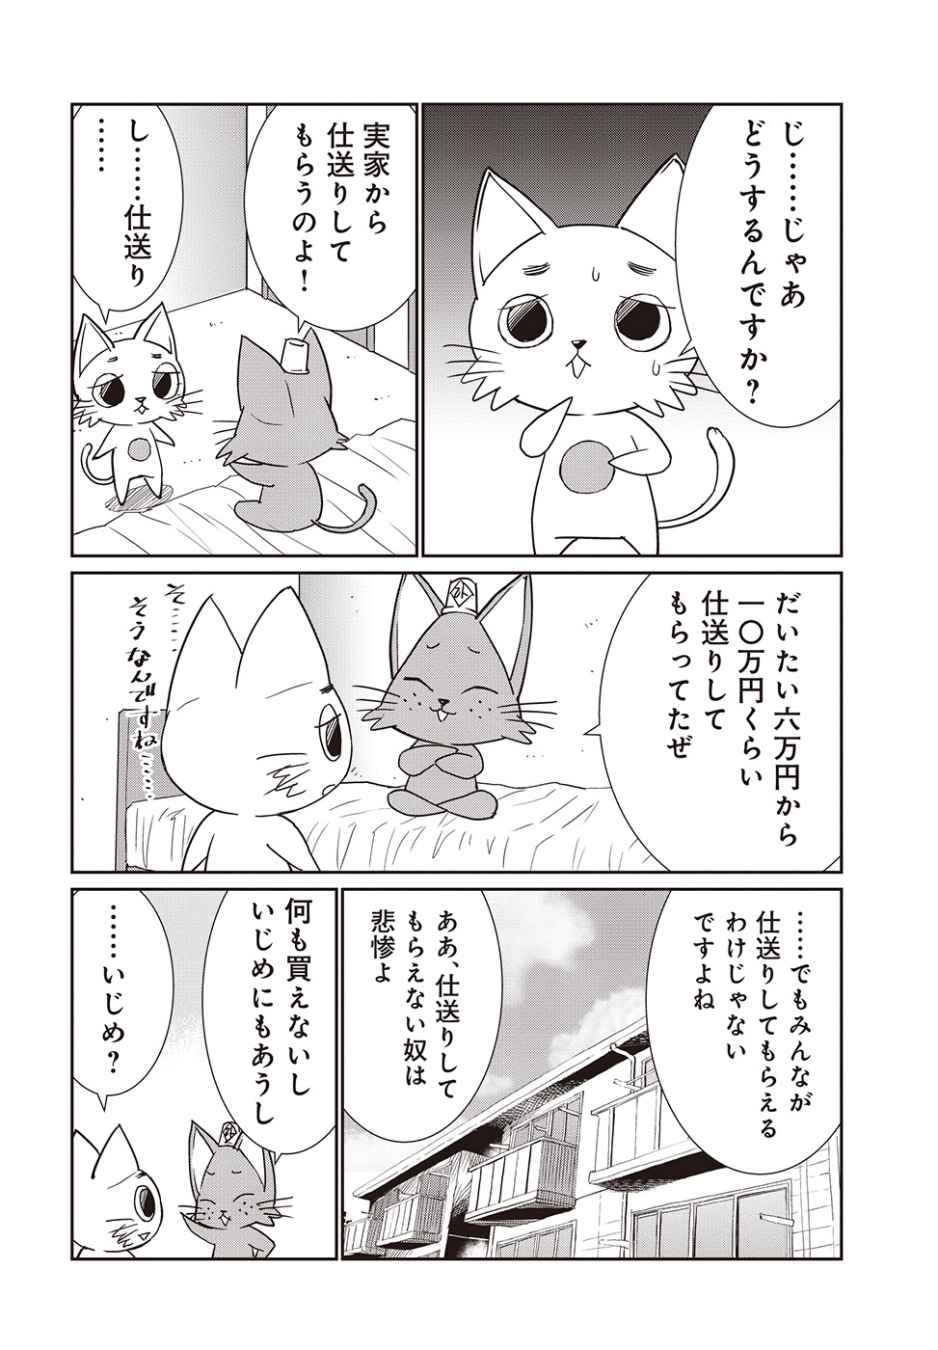 じ……じゃあ
どうするんですか？
実家から
仕送りして
もらうのよ！
し……仕送り
……
だいたい六万円から
一〇万円くらい
仕送りして
もらってたぜ
そ……
そうなんですね……
……でもみんなが
仕送りしてもらえる
わけじゃない
ですよね
ああ、仕送りして
もらえない奴は
悲惨よ
何も買えないし
いじめにもあうし
……いじめ？